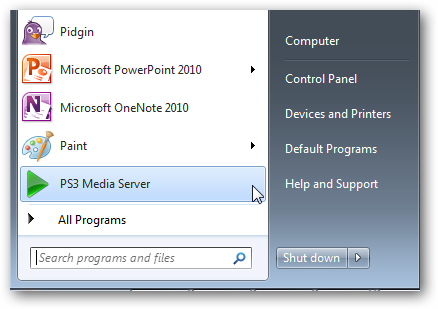 Pidgin
Microsoft PowerPoint 2010
Microsoft OneNote 2010
Paint
PS3 Media Server
All Programs
Search programs and files
Computer
Control Panel
Devices and Printers
Default Programs
Help and Support
Shut down